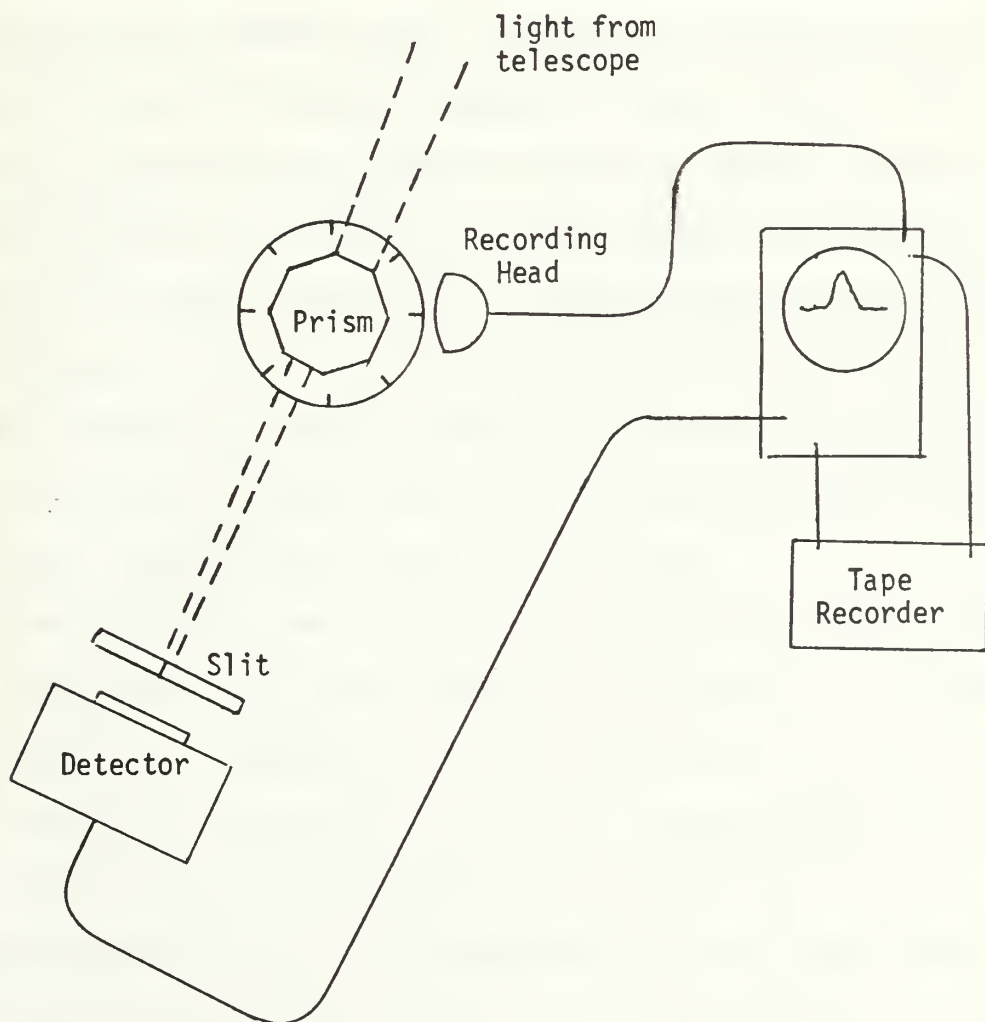 light from
telescope
Recording
Head
Prism
Tape
Recorder
Slit
Detector